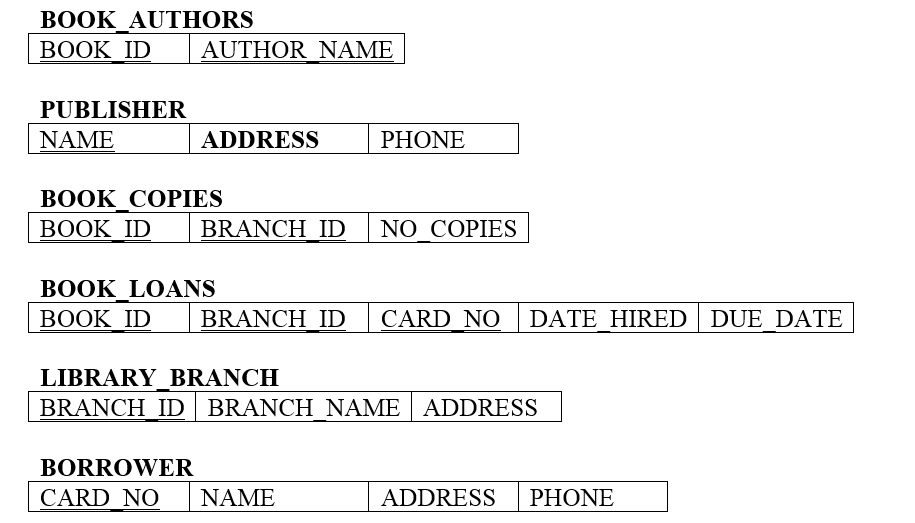 BOOK_AUTHORS
BOOK_ID AUTHOR_NAME
PUBLISHER
NAME ADDRESS PHONE
BOOK_COPIES
BOOK_ID BRANCH_ID NO_COPIES
BOOK_LOANS
BOOK_ID BRANCH_ID CARD_NO DATE_HIRED DUE_DATE
LIBRARY_BRANCH
BRANCH_ID BRANCH_NAME ADDRESS
BORROWER
CARD_NO NAME ADDRESS PHONE